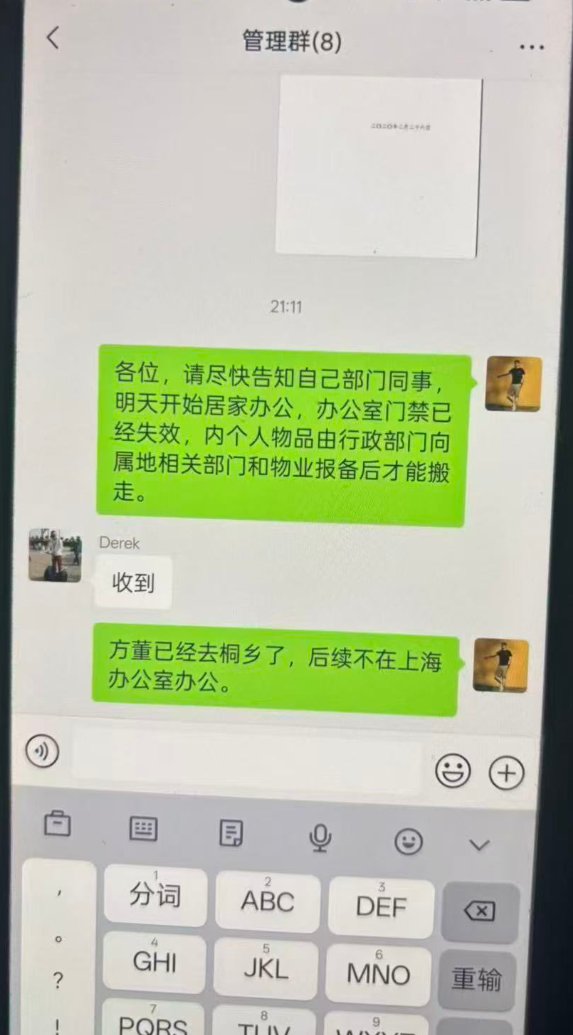 管理群(8)
21:11
各位，请尽快告知自己部门同事，
明天开始居家办公，办公室门禁已
经失效，内个人物品由行政部门向
属地相关部门和物业报备后才能搬
走。
Derek
收到
方董已经去桐乡了，后续不在上海
办公室办公。
，
1
分词
2
ABC
3
DEF
。
4
GHI
5
JKL
6
MNO
重输
？
！
7
PQRS
8
TUV
9
WXYZ